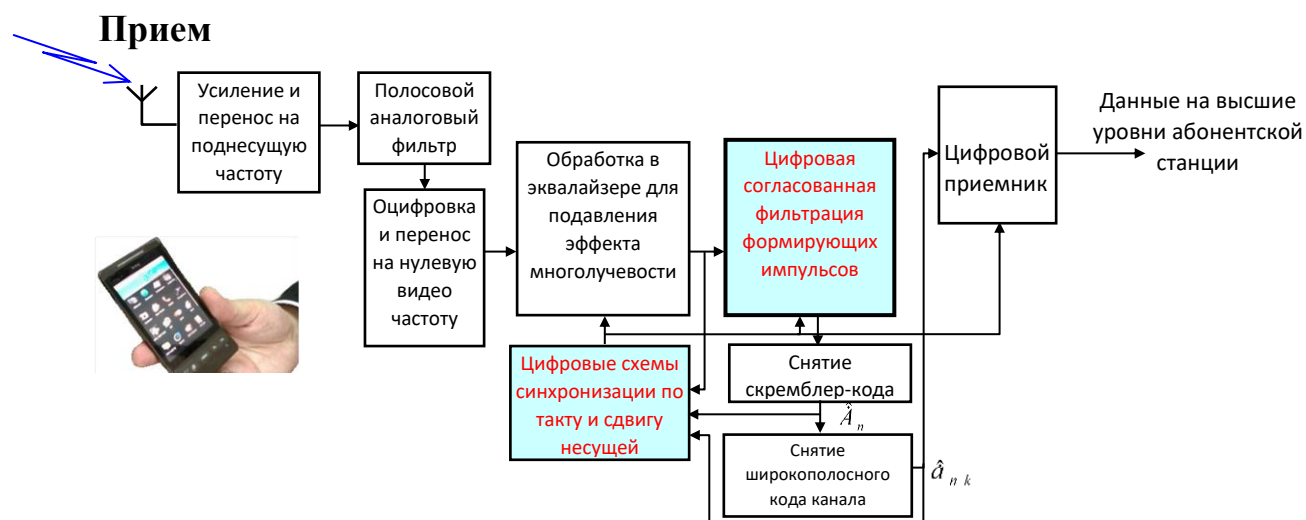 Прием
Усиление и
перенос на
поднесущую
частоту
Полосовой
аналоговый
фильтр
Оцифровка
и перенос
на нулевую
видео
частоту
Обработка в
эквалайзере для
подавления
эффекта
многолучевости
Цифровая
согласованная
фильтрация
формирующих
импульсов
Цифровой
приемник
Данные на высшие
уровни абонентской
станции
Цифровые схемы
синхронизации по
такту и сдвигу
несущей
Снятие
скремблер-кода
Â̇ n
Снятие
широкополосного
кода канала
â n k